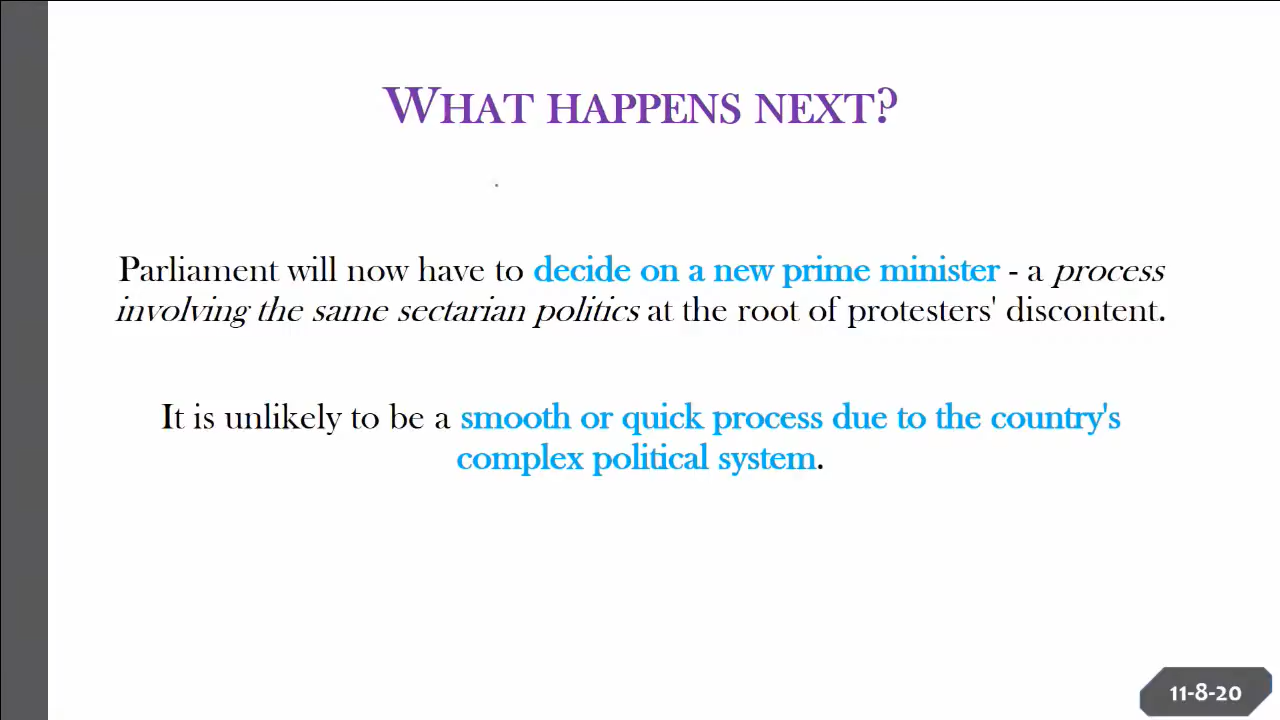 WHAT HAPPENS NEXT?
Parliament will now have to decide on a new prime minister - a process
involving the same sectarian politics at the root of protesters' discontent.
It is unlikely to be a smooth or quick process due to the country's
complex political system.
11-8-20